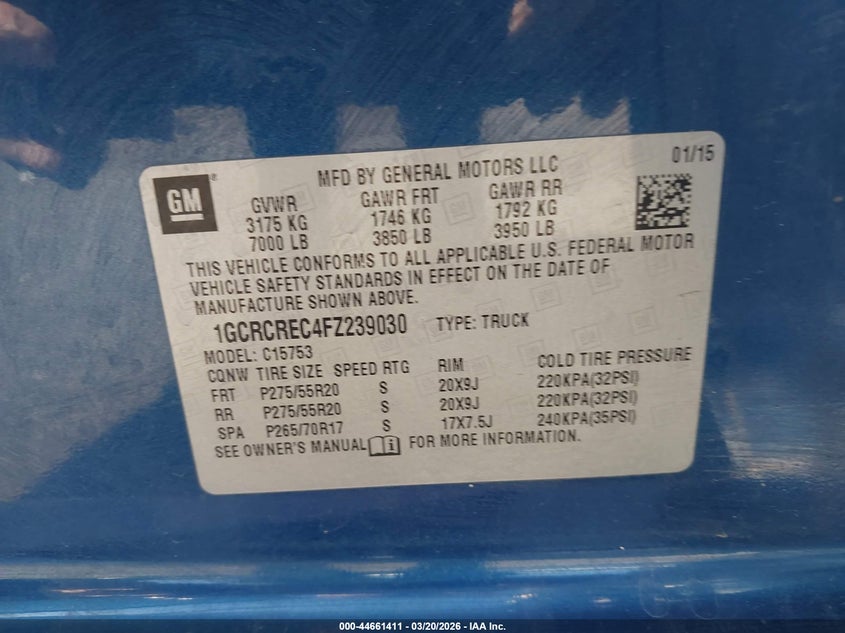 MFD BY GENERAL MOTORS LLC
01/15
GM®
GVWR GAWR FRT GAWR RR
3175 KG 1746 KG 1792 KG
7000 LB 3850 LB 3950 LB
THIS VEHICLE CONFORMS TO ALL APPLICABLE U.S. FEDERAL MOTOR
VEHICLE SAFETY STANDARDS IN EFFECT ON THE DATE OF
MANUFACTURE SHOWN ABOVE.
1GCRCREC4FZ239030 TYPE: TRUCK
MODEL: C15753
CQNW TIRE SIZE SPEED RTG RIM COLD TIRE PRESSURE
FRT P275/55R20 S 20X9J 220KPA(32PSI)
RR P275/55R20 S 20X9J 220KPA(32PSI)
SPA P265/70R17 S 17X7.5J 240KPA(35PSI)
SEE OWNER'S MANUAL FOR MORE INFORMATION.
000-44661411 - 03/20/2026 - IAA Inc.